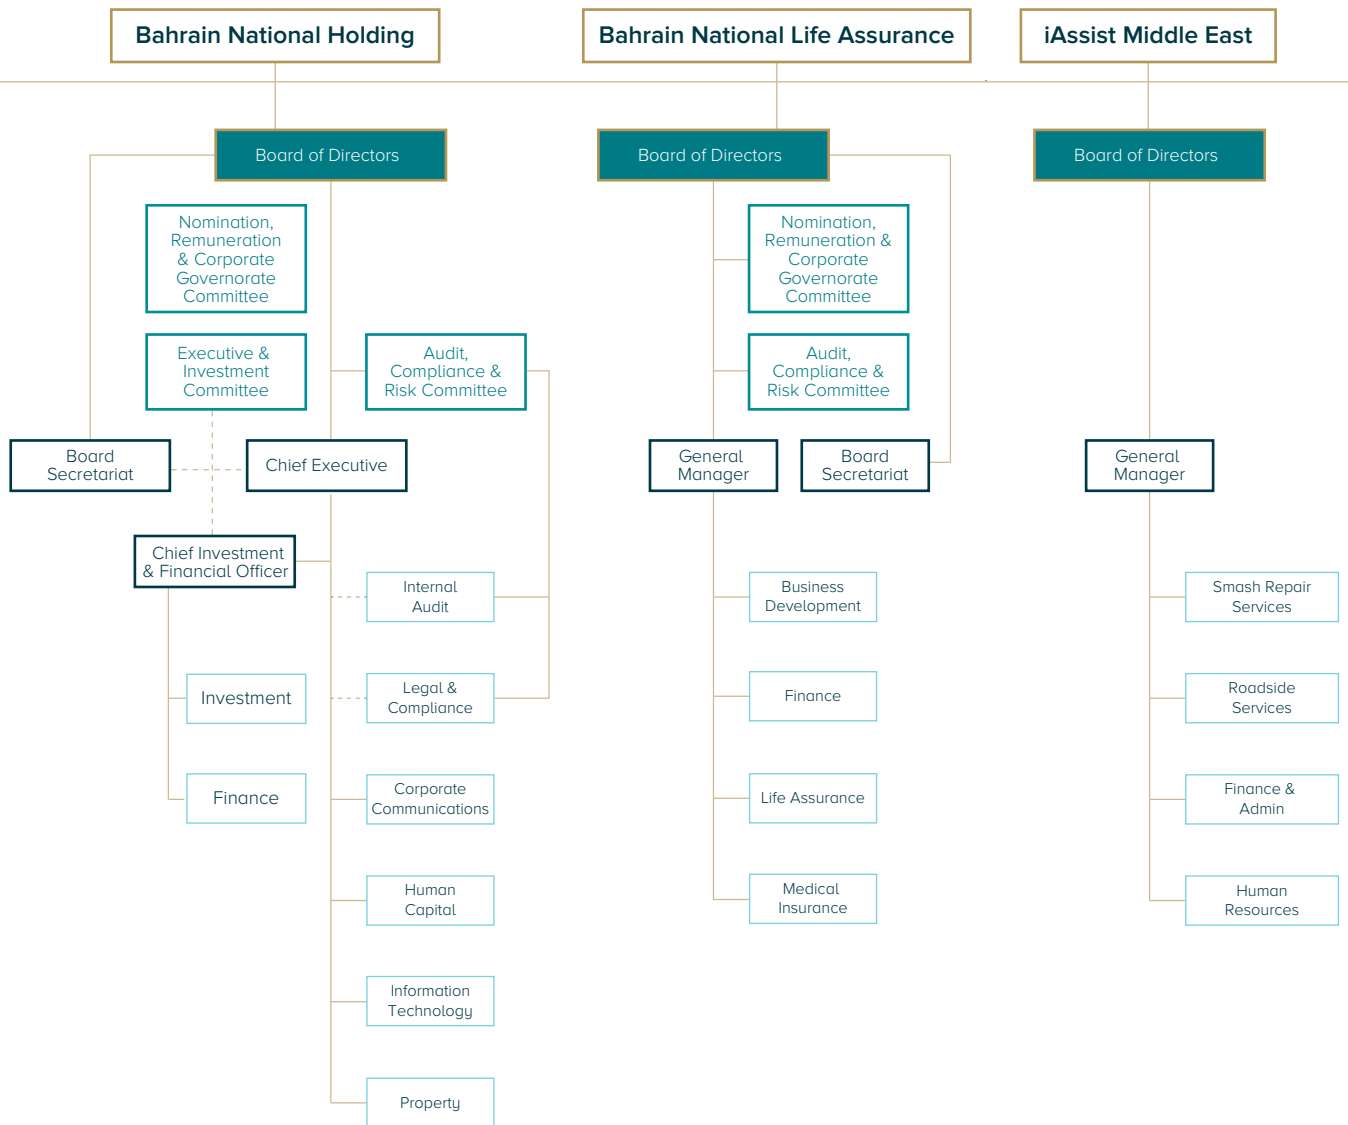 Bahrain National Holding
Bahrain National Life Assurance
iAssist Middle East
Board of Directors
Board of Directors
Board of Directors
Nomination,
Remuneration
& Corporate
Governorate
Committee
Nomination,
Remuneration &
Corporate
Governorate
Committee
Executive &
Investment
Committee
Audit,
Compliance &
Risk Committee
Audit,
Compliance &
Risk Committee
Board
Secretariat
Chief Executive
General
Manager
Board
Secretariat
General
Manager
Chief Investment
& Financial Officer
Internal
Audit
Business
Development
Smash Repair
Services
Investment
Legal &
Compliance
Finance
Roadside
Services
Finance
Corporate
Communications
Life Assurance
Finance &
Admin
Human
Capital
Medical
Insurance
Human
Resources
Information
Technology
Property